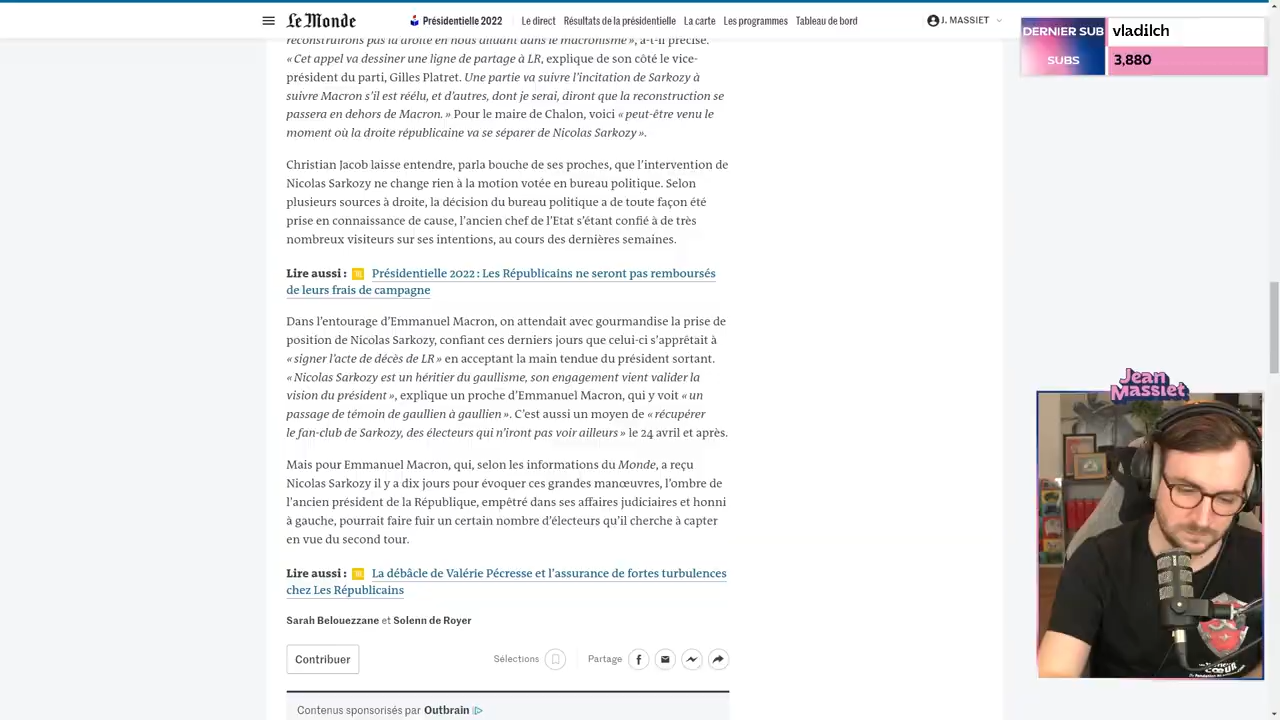 Le Monde
Présidentielle 2022
Le direct
Résultats de la présidentielle
La carte
Les programmes
Tableau de bord
J. MASSIET
DERNIER SUB
vladilch
SUBS
3,880
reconstruirons pas la droite en nous diluant dans le macronisme », a-t-il précisé.
« Cet appel va dessiner une ligne de partage à LR, explique de son côté le vice-
président du parti, Gilles Platret. Une partie va suivre l'incitation de Sarkozy à
suivre Macron s'il est réélu, et d'autres, dont je serai, diront que la reconstruction se
passera en dehors de Macron. » Pour le maire de Chalon, voici « peut-être venu le
moment où la droite républicaine va se séparer de Nicolas Sarkozy ».
Christian Jacob laisse entendre, parla bouche de ses proches, que l'intervention de
Nicolas Sarkozy ne change rien à la motion votée en bureau politique. Selon
plusieurs sources à droite, la décision du bureau politique a de toute façon été
prise en connaissance de cause, l'ancien chef de l'Etat s'étant confié à de très
nombreux visiteurs sur ses intentions, au cours des dernières semaines.
Lire aussi : Présidentielle 2022 : Les Républicains ne seront pas remboursés
de leurs frais de campagne
Dans l'entourage d'Emmanuel Macron, on attendait avec gourmandise la prise de
position de Nicolas Sarkozy, confiant ces derniers jours que celui-ci s'apprêtait à
« signer l'acte de décès de LR » en acceptant la main tendue du président sortant.
« Nicolas Sarkozy est un héritier du gaullisme, son engagement vient valider la
vision du président », explique un proche d'Emmanuel Macron, qui y voit « un
passage de témoin de gaullien à gaullien ». C'est aussi un moyen de « récupérer
le fan-club de Sarkozy, des électeurs qui n'iront pas voir ailleurs » le 24 avril et après.
Mais pour Emmanuel Macron, qui, selon les informations du Monde, a reçu
Nicolas Sarkozy il y a dix jours pour évoquer ces grandes manœuvres, l'ombre de
l'ancien président de la République, empêtré dans ses affaires judiciaires et honni
à gauche, pourrait faire fuir un certain nombre d'électeurs qu'il cherche à capter
en vue du second tour.
Lire aussi : La débâcle de Valérie Pécresse et l'assurance de fortes turbulences
chez Les Républicains
Sarah Belouezzane et Solenn de Royer
Contribuer
Sélections
Partage
Contenus sponsorisés par Outbrain
Jean
Massiet